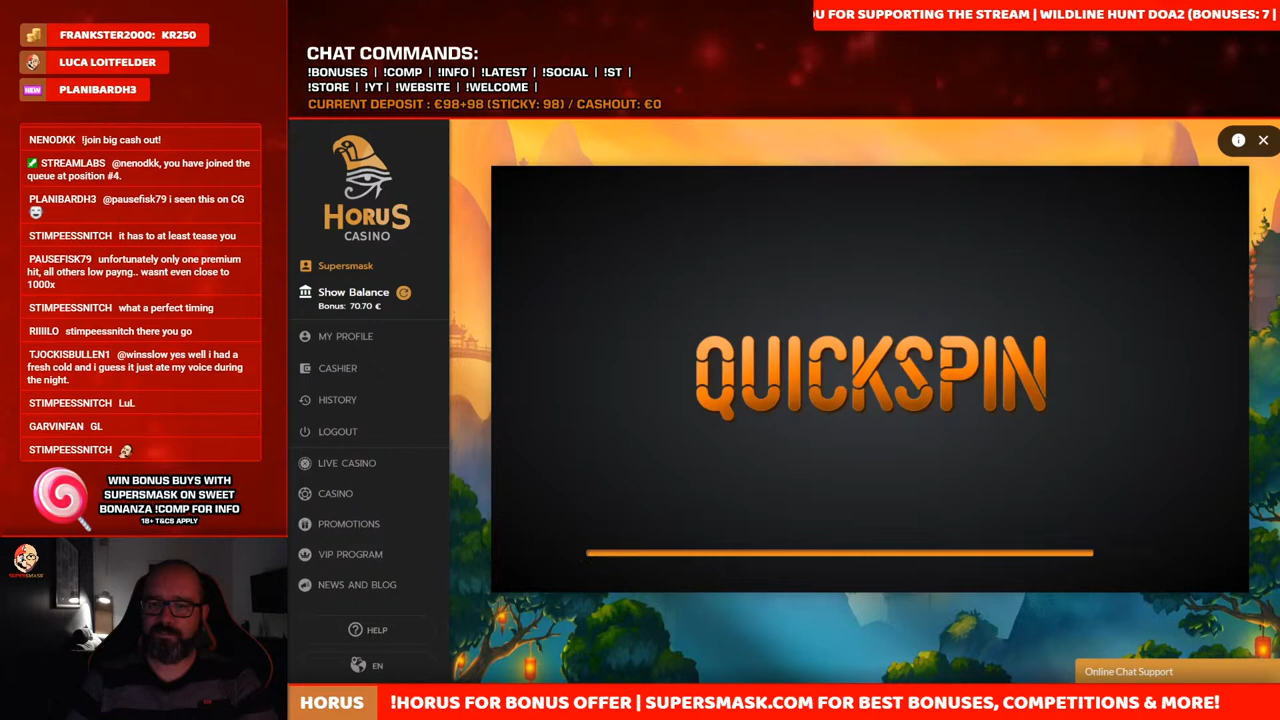 FRANKSTER2000: KR250
LUCA LOITFELDER
NEW PLANIBARDH3
NENODKK !join big cash out!
STREAMLABS @nenodkk, you have joined the
queue at position #4.
PLANIBARDH3 @pausefisk79 i seen this on CG
STIMPEESSNITCH it has to at least tease you
PAUSEFISK79 unfortunately only one premium
hit, all others low payng.. wasnt even close to
1000x
STIMPEESSNITCH what a perfect timing
RIIIILO stimpeessnitch there you go
TJOCKISBULLEN1 @winsslow yes well i had a
fresh cold and i guess it just ate my voice during
the night.
STIMPEESSNITCH LuL
GARVINFAN GL
STIMPEESSNITCH
WIN BONUS BUYS WITH
SUPERSMASK ON SWEET
BONANZA !COMP FOR INFO
18+ T&CS APPLY
SUPERSMASK
U FOR SUPPORTING THE STREAM | WILDLINE HUNT DOA2 (BONUSES: 7 |
CHAT COMMANDS:
!BONUSES | !COMP | !INFO | !LATEST | !SOCIAL | !ST |
!STORE | !YT | !WEBSITE | !WELCOME |
CURRENT DEPOSIT : €98+98 (STICKY: 98) / CASHOUT: €0
HORUS
CASINO
Supersmask
Show Balance
Bonus: 70.70 €
MY PROFILE
CASHIER
HISTORY
LOGOUT
LIVE CASINO
CASINO
PROMOTIONS
VIP PROGRAM
NEWS AND BLOG
HELP
EN
QUICKSPIN
Online Chat Support
HORUS !HORUS FOR BONUS OFFER | SUPERSMASK.COM FOR BEST BONUSES, COMPETITIONS & MORE!